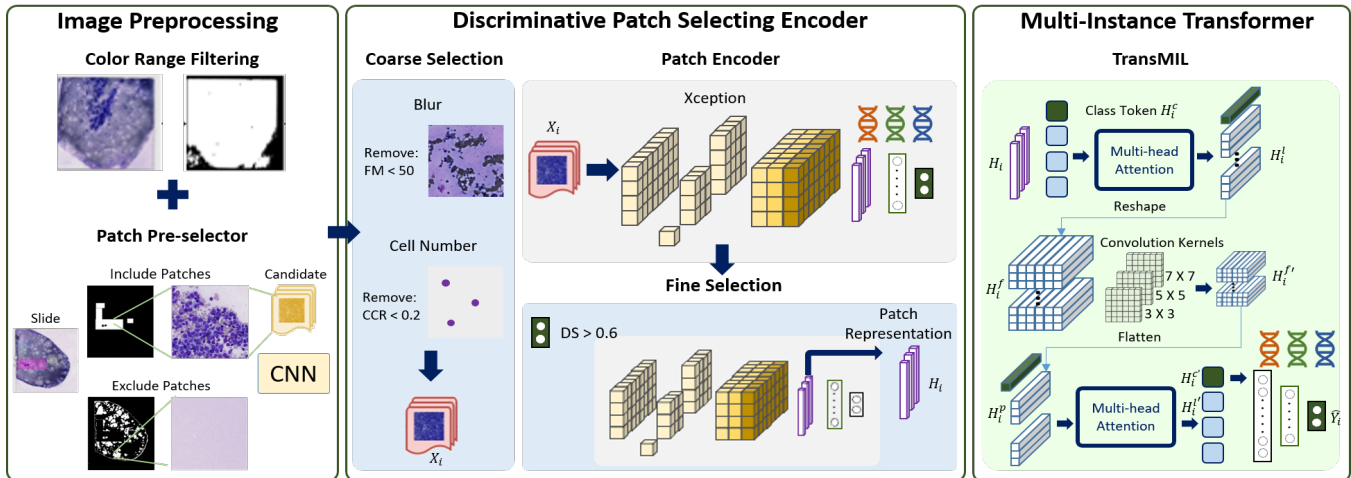 Image Preprocessing
Color Range Filtering
Patch Pre-selector
Include Patches
Candidate
Slide
CNN
Exclude Patches
Discriminative Patch Selecting Encoder
Coarse Selection
Blur
Remove:
FM < 50
Cell Number
Remove:
CCR < 0.2
X_i
Patch Encoder
Xception
X_i
Fine Selection
DS > 0.6
Patch
Representation
H_i
Multi-Instance Transformer
TransMIL
Class Token H_i^c
H_i
Multi-head
Attention
H_i^l
Reshape
Convolution Kernels
H_i^f
7 X 7
5 X 5
3 X 3
H_i^{f'}
Flatten
H_i^p
Multi-head
Attention
H_i^{c'}
H_i^{l'}
Ŷ_i